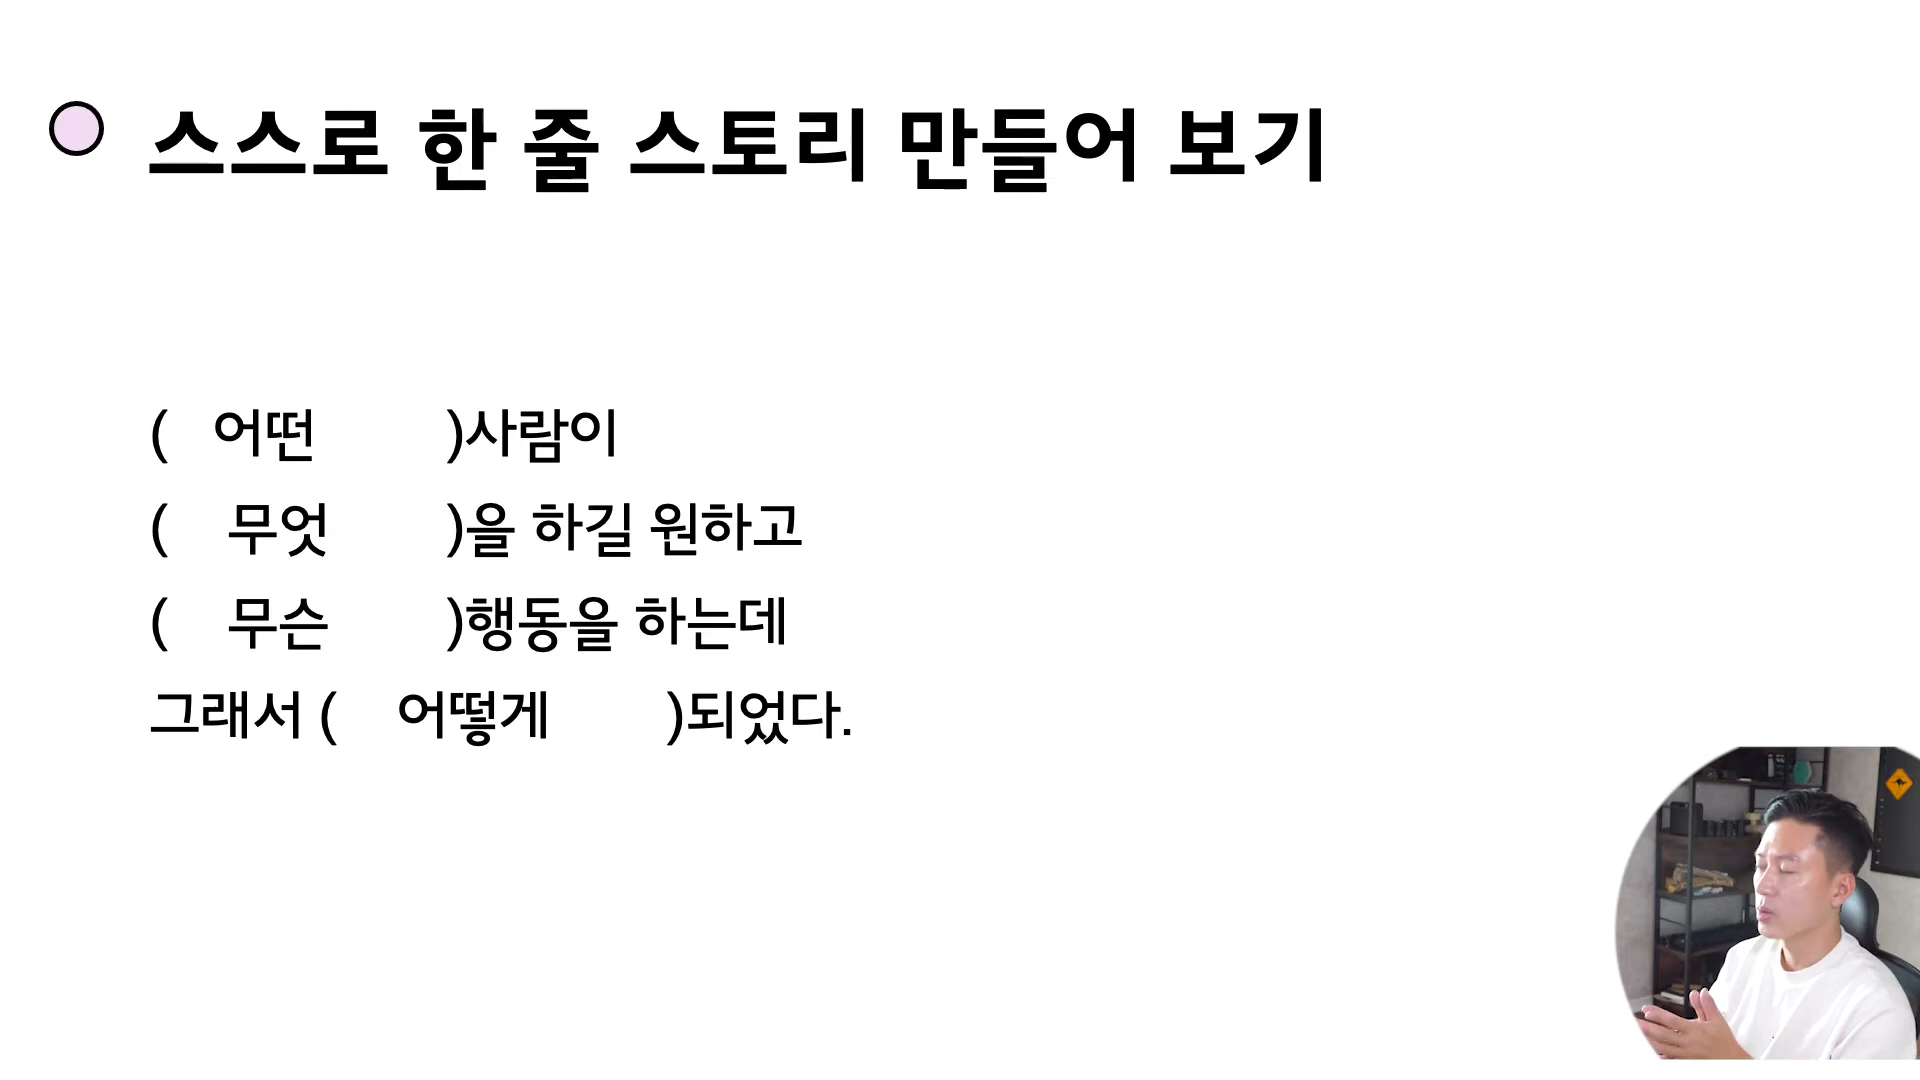 스스로 한 줄 스토리 만들어 보기
( 어떤 )사람이
( 무엇 )을 하길 원하고
( 무슨 )행동을 하는데
그래서 ( 어떻게 )되었다.